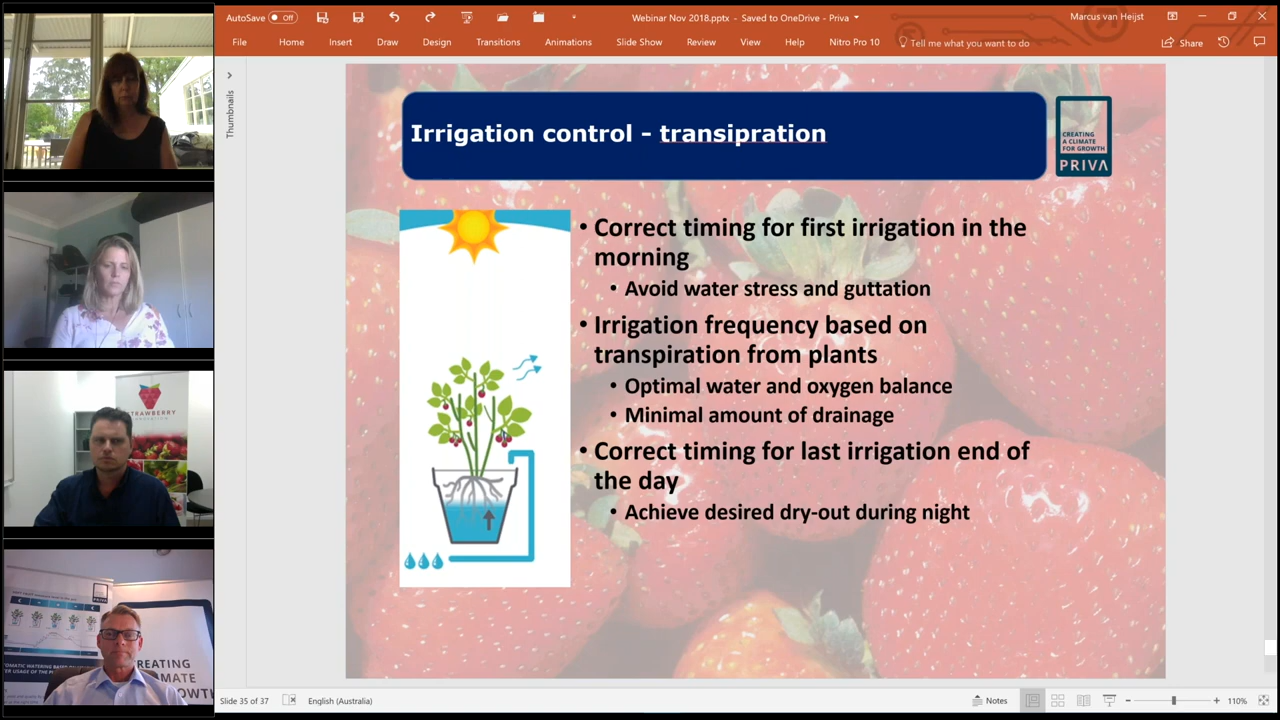 AutoSave
Off
Webinar Nov 2018.pptx - Saved to OneDrive - Priva
Marcus van Heijst
File Home Insert Draw Design Transitions Animations Slide Show Review View Help Nitro Pro 10 Tell me what you want to do Share
Thumbnails
Irrigation control - transipration
CREATING
A CLIMATE
FOR GROWTH
PRIVA
• Correct timing for first irrigation in the
morning
• Avoid water stress and guttation
• Irrigation frequency based on
transpiration from plants
• Optimal water and oxygen balance
• Minimal amount of drainage
• Correct timing for last irrigation end of
the day
• Achieve desired dry-out during night
STRAWBERRY
PRIVA
REATING
LIMATE
Slide 35 of 37 English (Australia) Notes 110%